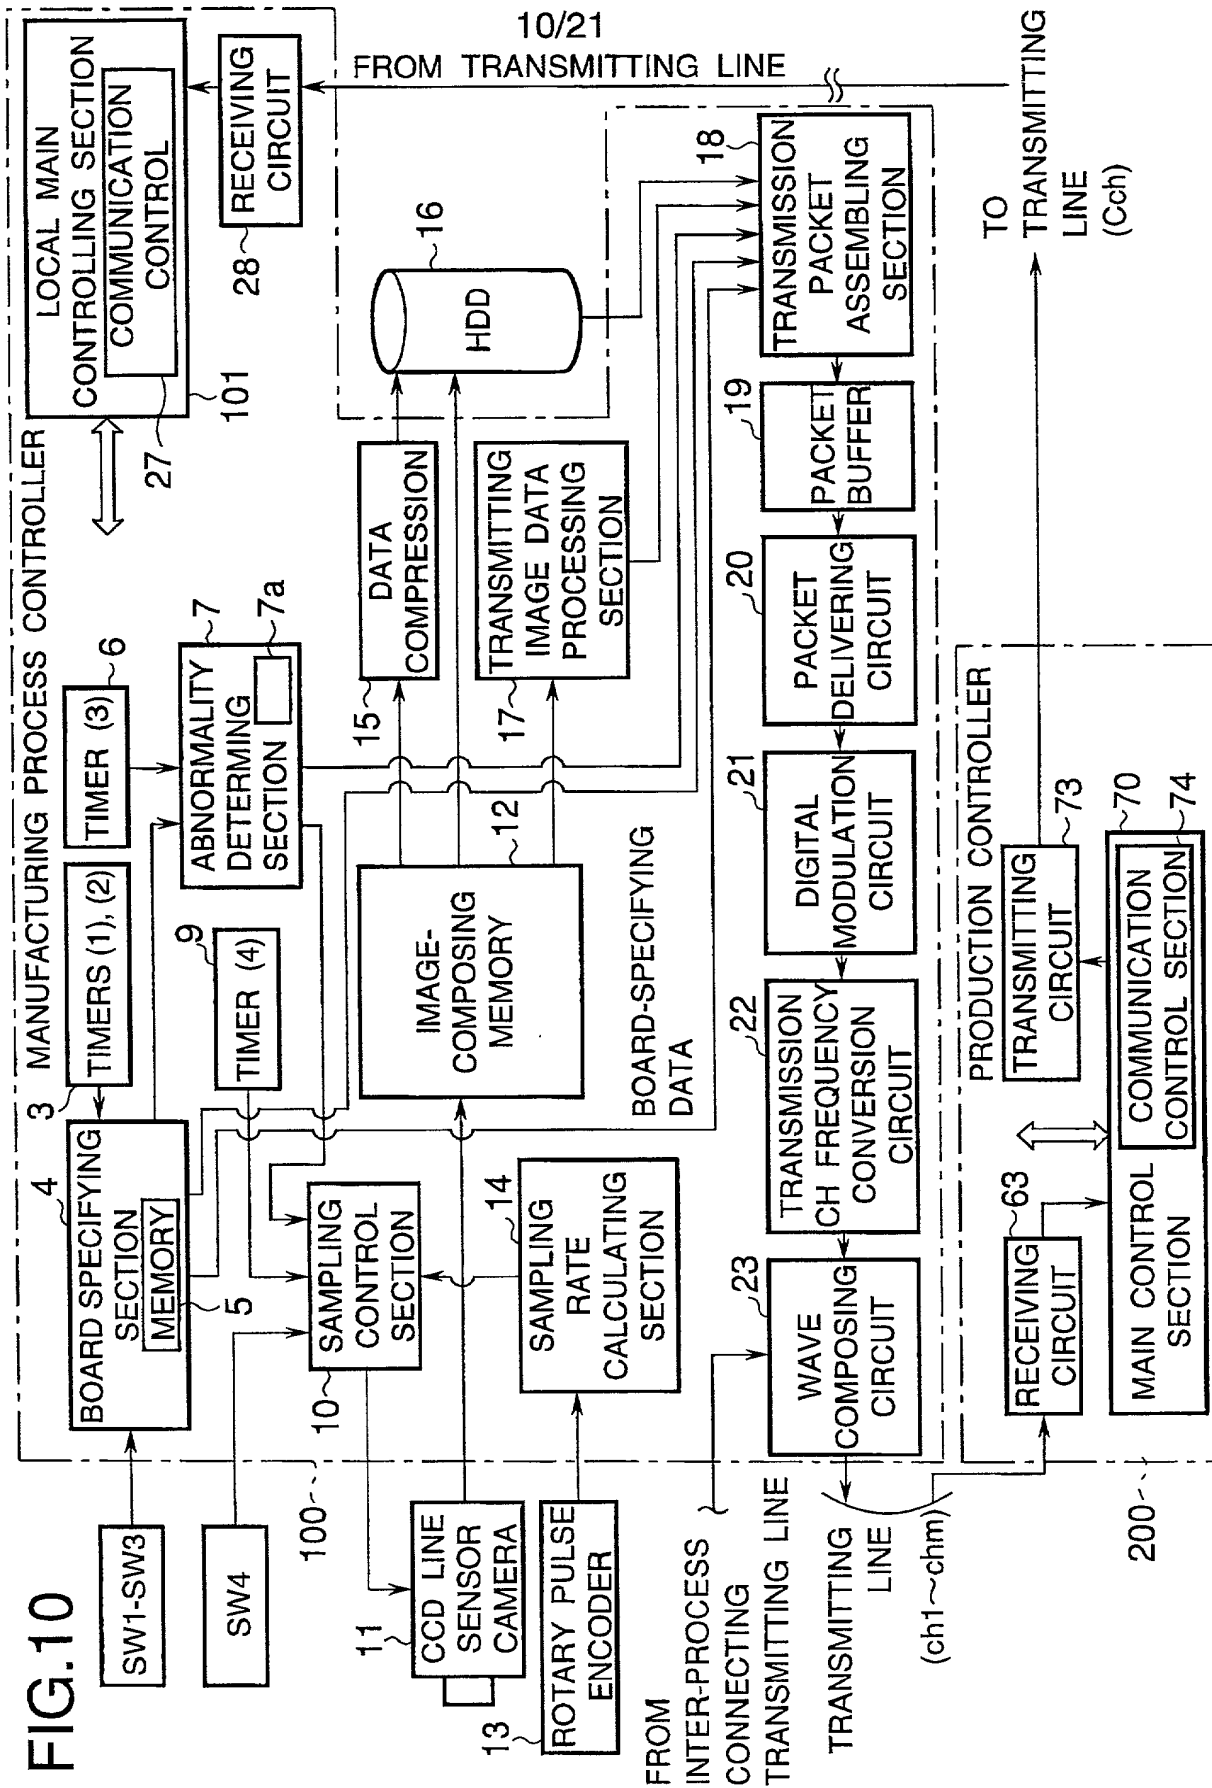 10/21
FIG.10
MANUFACTURING PROCESS CONTROLLER
SW1-SW3
SW4
4
BOARD SPECIFYING
SECTION
MEMORY
5
3
TIMERS (1), (2)
TIMER (3)
6
9
TIMER (4)
7
ABNORMALITY
DETERMINING
SECTION
7a
LOCAL MAIN
CONTROLLING SECTION
COMMUNICATION
CONTROL
27
101
28
RECEIVING
CIRCUIT
FROM TRANSMITTING LINE
100
10
SAMPLING
CONTROL
SECTION
11
CCD LINE
SENSOR
CAMERA
13
ROTARY PULSE
ENCODER
14
SAMPLING
RATE
CALCULATING
SECTION
IMAGE-
COMPOSING
MEMORY
12
15
DATA
COMPRESSION
17
TRANSMITTING
IMAGE DATA
PROCESSING
SECTION
16
HDD
BOARD-SPECIFYING
DATA
18
TRANSMISSION
PACKET
ASSEMBLING
SECTION
19
PACKET
BUFFER
20
PACKET
DELIVERING
CIRCUIT
21
DIGITAL
MODULATION
CIRCUIT
22
TRANSMISSION
CH FREQUENCY
CONVERSION
CIRCUIT
23
WAVE
COMPOSING
CIRCUIT
FROM
INTER-PROCESS
CONNECTING
TRANSMITTING LINE
TRANSMITTING
LINE
(ch1~chm)
PRODUCTION CONTROLLER
200
63
RECEIVING
CIRCUIT
TRANSMITTING
CIRCUIT
73
MAIN CONTROL
SECTION
70
COMMUNICATION
CONTROL SECTION
74
TO
TRANSMITTING
LINE
(Cch)